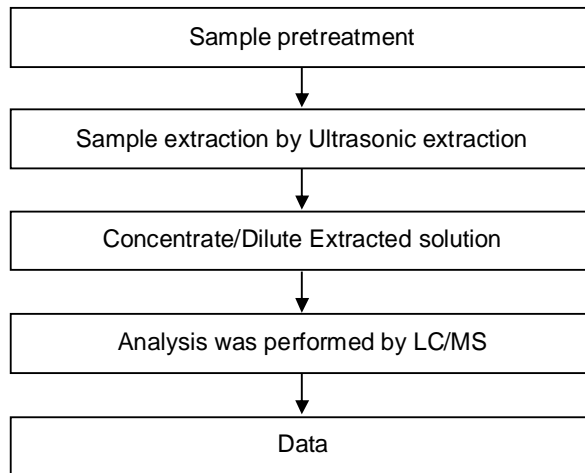 Sample pretreatment
Sample extraction by Ultrasonic extraction
Concentrate/Dilute Extracted solution
Analysis was performed by LC/MS
Data